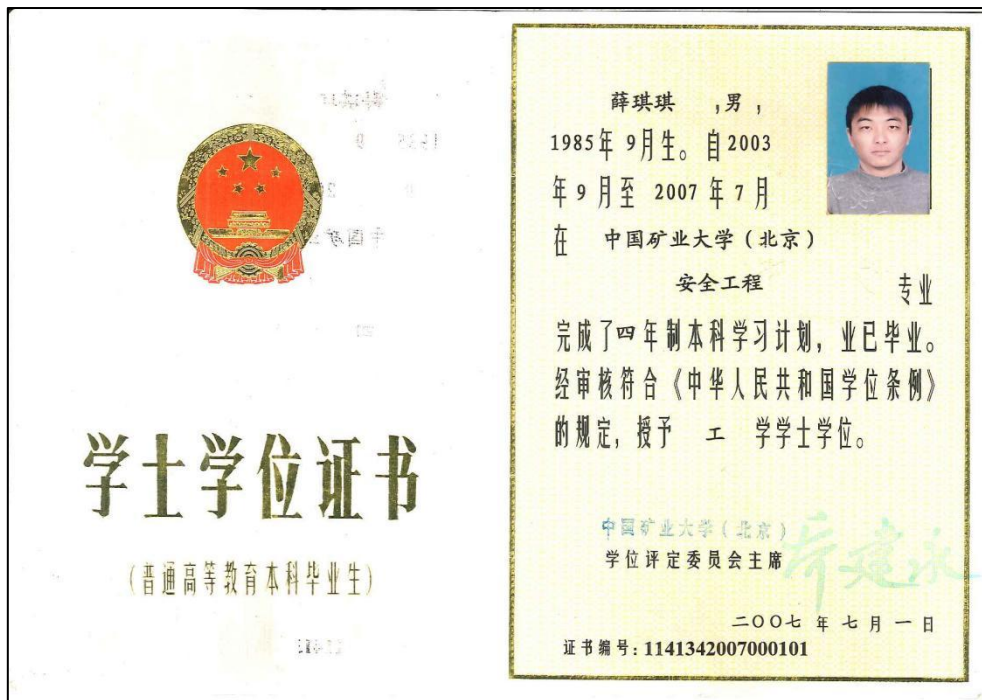 学士学位证书
(普通高等教育本科毕业生)
薛琪琪 ,男,
1985年 9月生。自2003
年 9 月至 2007 年 7 月
在 中国矿业大学(北京)
安全工程 专业
完成了四年制本科学习计划,业已毕业。
经审核符合《中华人民共和国学位条例》
的规定,授予 工 学学士学位。
中国矿业大学(北京)
学位评定委员会主席
二〇〇七 年 七 月 一 日
证书编号:1141342007000101